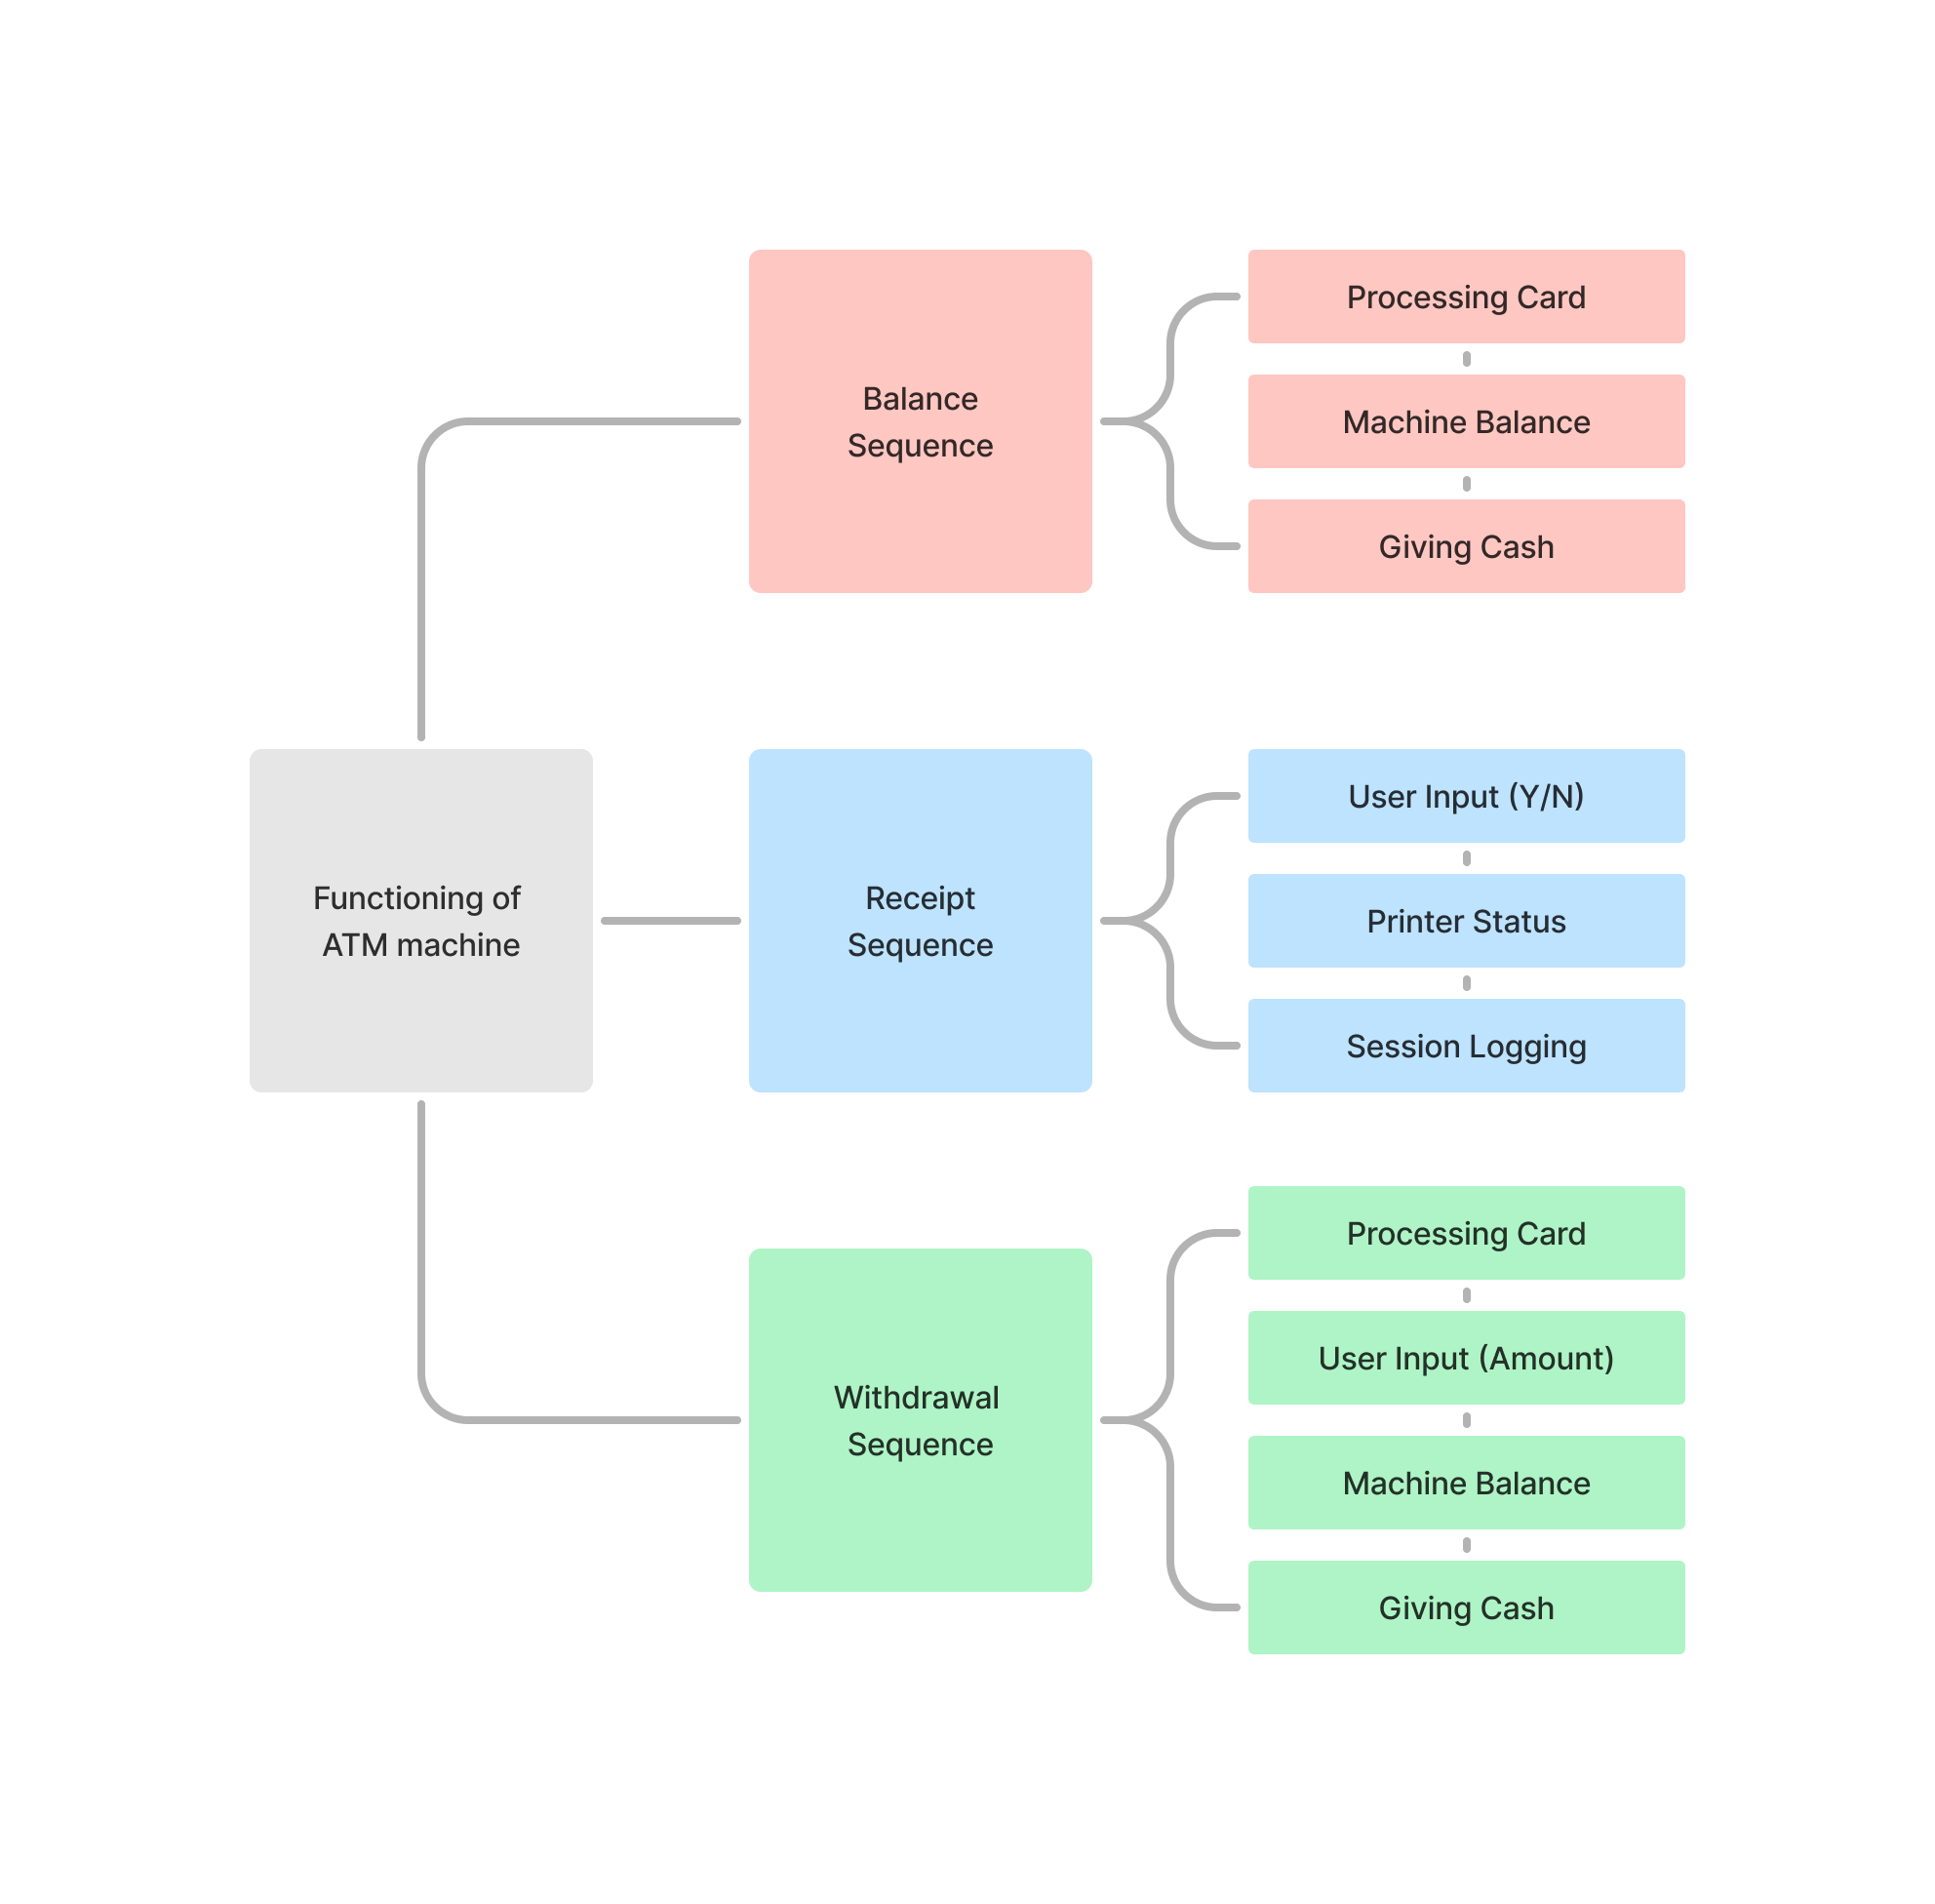 Functioning of
ATM machine
Balance
Sequence
Processing Card
Machine Balance
Giving Cash
Receipt
Sequence
User Input (Y/N)
Printer Status
Session Logging
Withdrawal
Sequence
Processing Card
User Input (Amount)
Machine Balance
Giving Cash